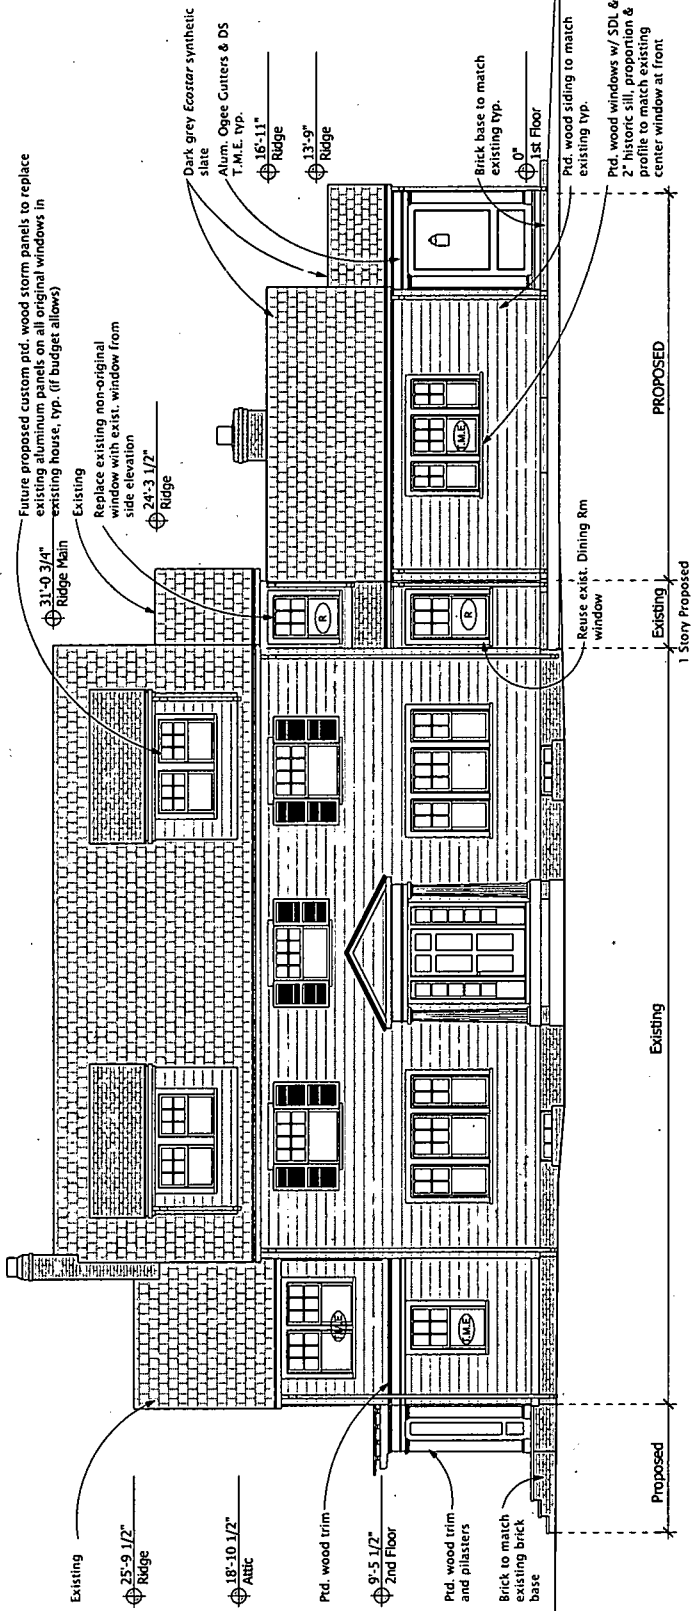 Existing
25'-9 1/2"
Ridge
18'-10 1/2"
Attic
Ptd. wood trim
9'-5 1/2"
2nd Floor
Ptd. wood trim
and pilasters
Brick to match
existing brick
base
Future proposed custom ptd. wood storm panels to replace
existing aluminum panels on all original windows in
existing house, typ. (if budget allows)
31'-0 3/4"
Ridge Main
Existing
Replace existing non-original
window with exist. window from
side elevation
24'-3 1/2"
Ridge
Dark grey Ecostar synthetic
slate
Alum. Ogee Gutters & DS
T.M.E. typ.
16'-11"
Ridge
13'-9"
Ridge
Brick base to match
existing typ.
0"
1st Floor
Ptd. wood siding to match
existing typ.
Ptd. wood windows w/ SDL &
2" historic sill, proportion &
profile to match existing
center window at front
T.M.E
T.M.E
R
R
T.M.E
Reuse exist. Dining Rm
window
Proposed
Existing
Existing
PROPOSED
1 Story Proposed